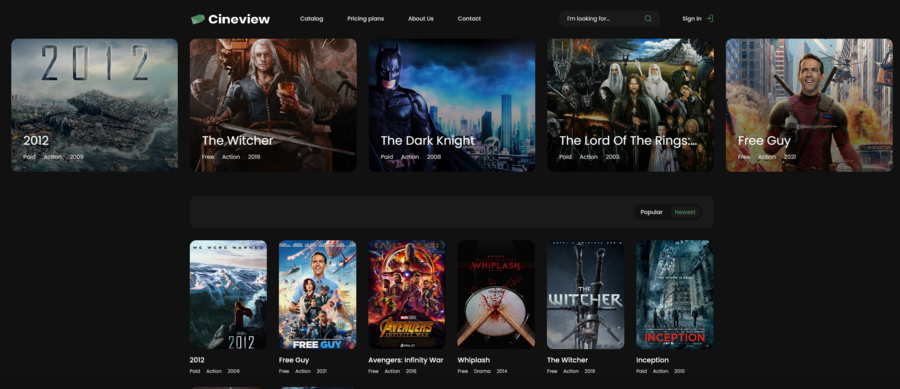 Cineview
Catalog
Pricing plans
About Us
Contact
I'm looking for...
Sign In
2012
2012
Paid Action 2009
The Witcher
Free Action 2019
The Dark Knight
Paid Action 2008
The Lord Of The Rings:...
Paid Action 2003
Free Guy
Free Action 2021
Popular
Newest
WE WERE WARNED
2012
FREE GUY
AVENGERS
INFINITY WAR
WHIPLASH
THE
WITCHER
INCEPTION
2012
Paid Action 2009
Free Guy
Free Action 2021
Avengers: Infinity War
Free Action 2018
Whiplash
Free Drama 2014
The Witcher
Free Action 2019
Inception
Paid Action 2010